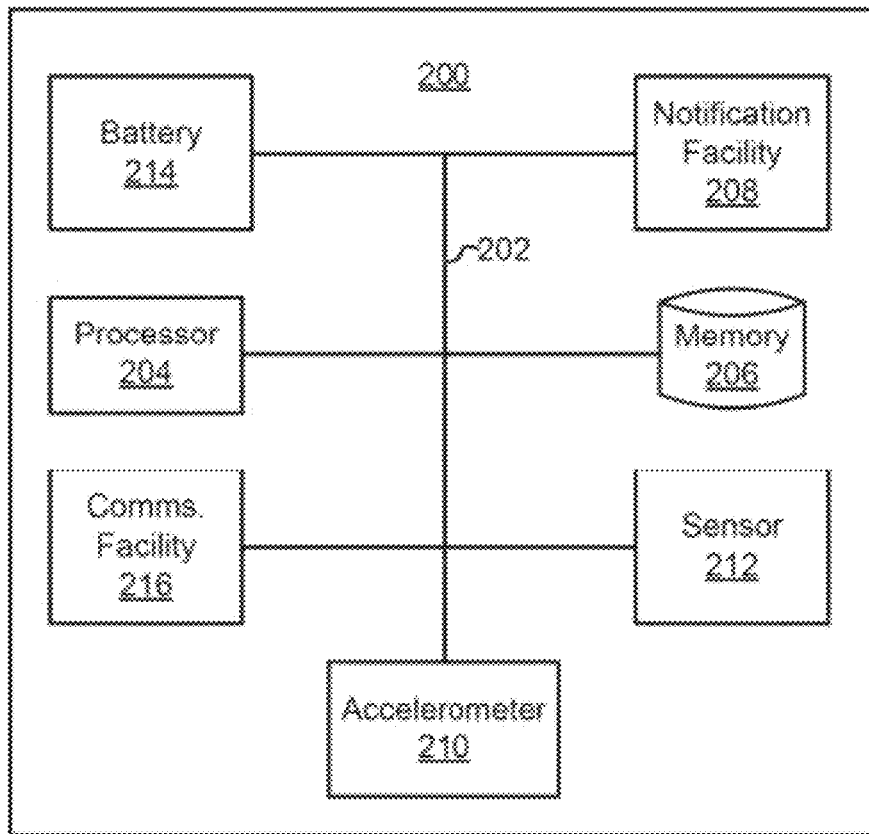 200
Battery
214
Notification
Facility
208
202
Processor
204
Memory
206
Comms.
Facility
216
Sensor
212
Accelerometer
210